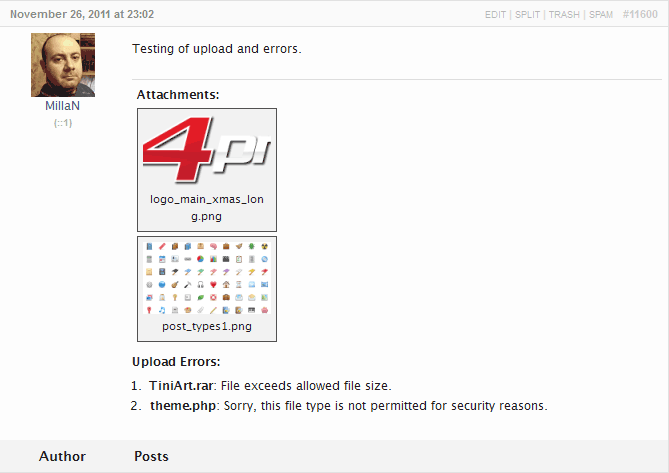 November 26, 2011 at 23:02
EDIT | SPLIT | TRASH | SPAM #11600
MillaN
(::1)
Testing of upload and errors.
Attachments:
4pr
logo_main_xmas_lon
g.png
post_types1.png
Upload Errors:
1. TiniArt.rar: File exceeds allowed file size.
2. theme.php: Sorry, this file type is not permitted for security reasons.
Author Posts